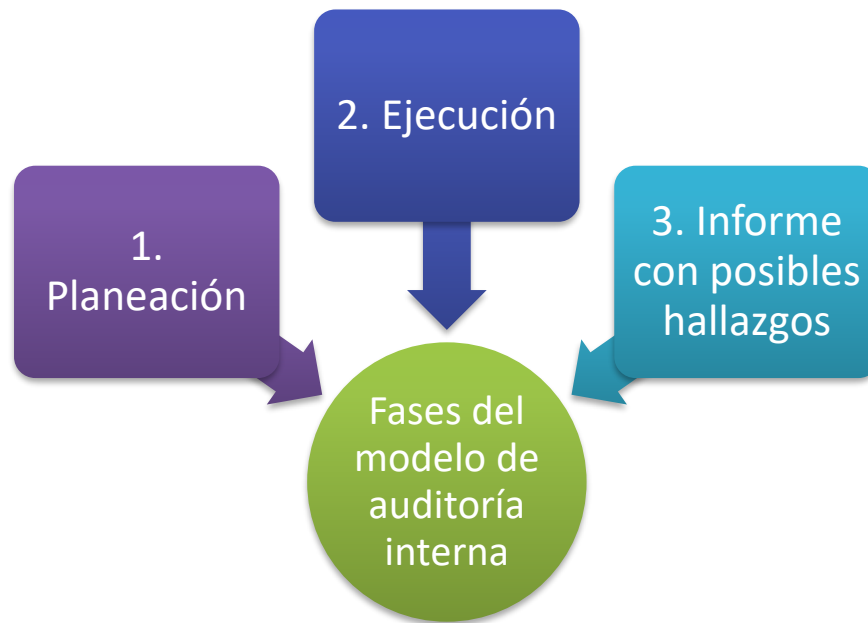 1.
Planeación
2. Ejecución
3. Informe
con posibles
hallazgos
Fases del
modelo de
auditoría
interna